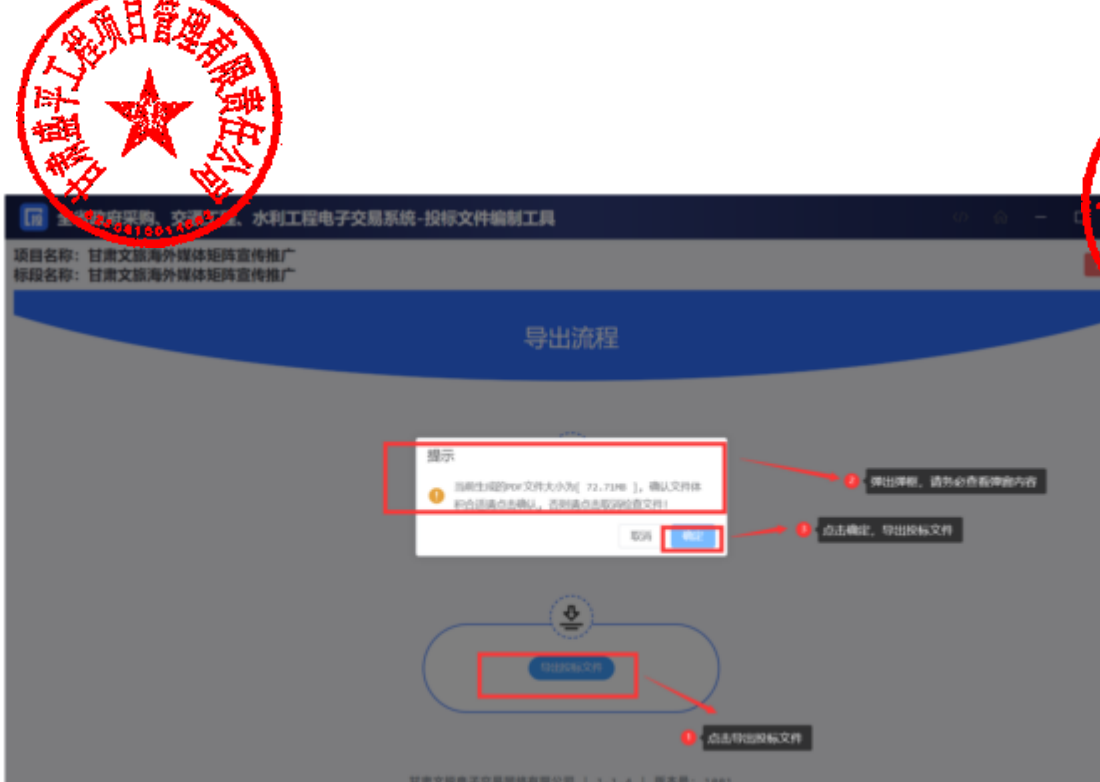 甘肃盛平工程项目管理有限责任公司
全省政府采购、交通工程、水利工程电子交易系统-投标文件编制工具
项目名称: 甘肃文旅海外媒体矩阵宣传推广
标段名称: 甘肃文旅海外媒体矩阵宣传推广
导出流程
提示
当前生成的PDF文件大小为[ 72.71MB ], 确认文件体
积合适请点击确认, 否则请点击取消检查文件!
取消 确定
2 弹出弹框, 请务必查看弹窗内容
3 点击确定, 导出投标文件
导出投标文件
1 点击导出投标文件